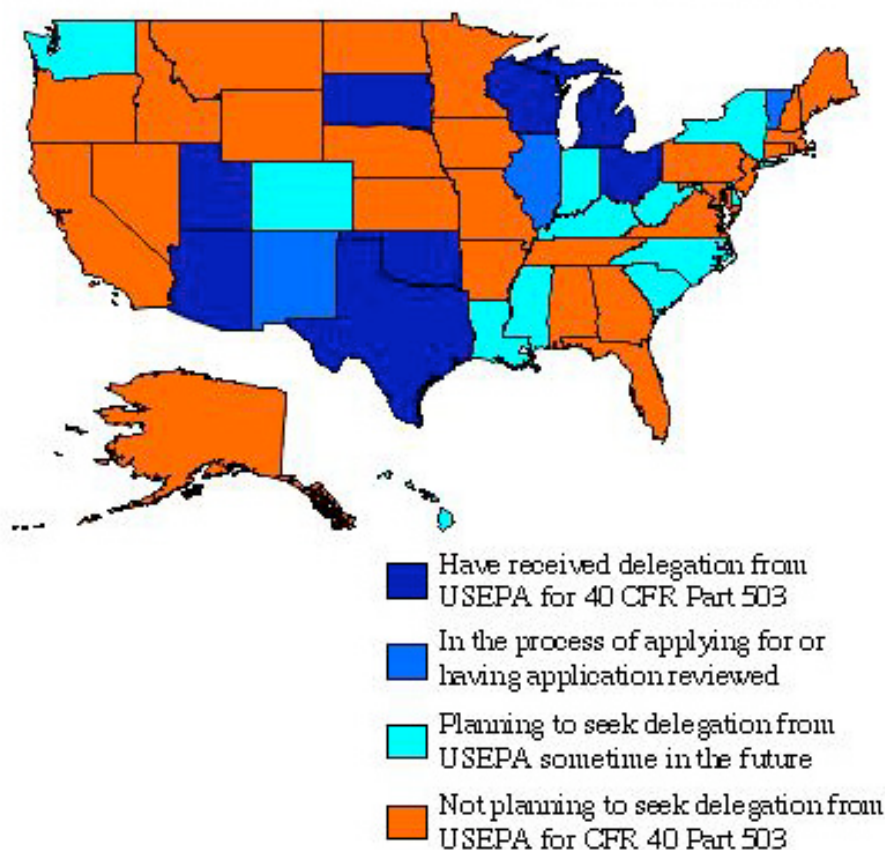 Have received delegation from
USEPA for 40 CFR Part 503
In the process of applying for or
having application reviewed
Planning to seek delegation from
USEPA sometime in the future
Not planning to seek delegation from
USEPA for CFR 40 Part 503